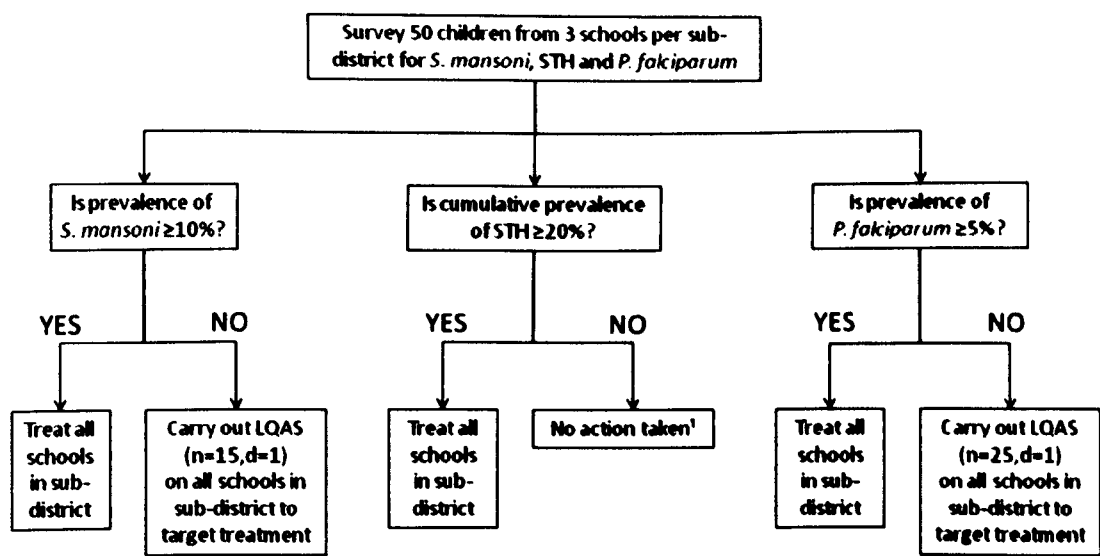 Survey 50 children from 3 schools per sub-
district for S. mansoni, STH and P. falciparum
Is prevalence of
S. mansoni ≥10%?
Is cumulative prevalence
of STH ≥20%?
Is prevalence of
P. falciparum ≥5%?
YES
NO
YES
NO
YES
NO
Treat all
schools
in sub-
district
Carry out LQAS
(n=15,d=1)
on all schools in
sub-district to
target treatment
Treat all
schools
in sub-
district
No action taken¹
Treat all
schools
in sub-
district
Carry out LQAS
(n=25,d=1)
on all schools in
sub-district to
target treatment